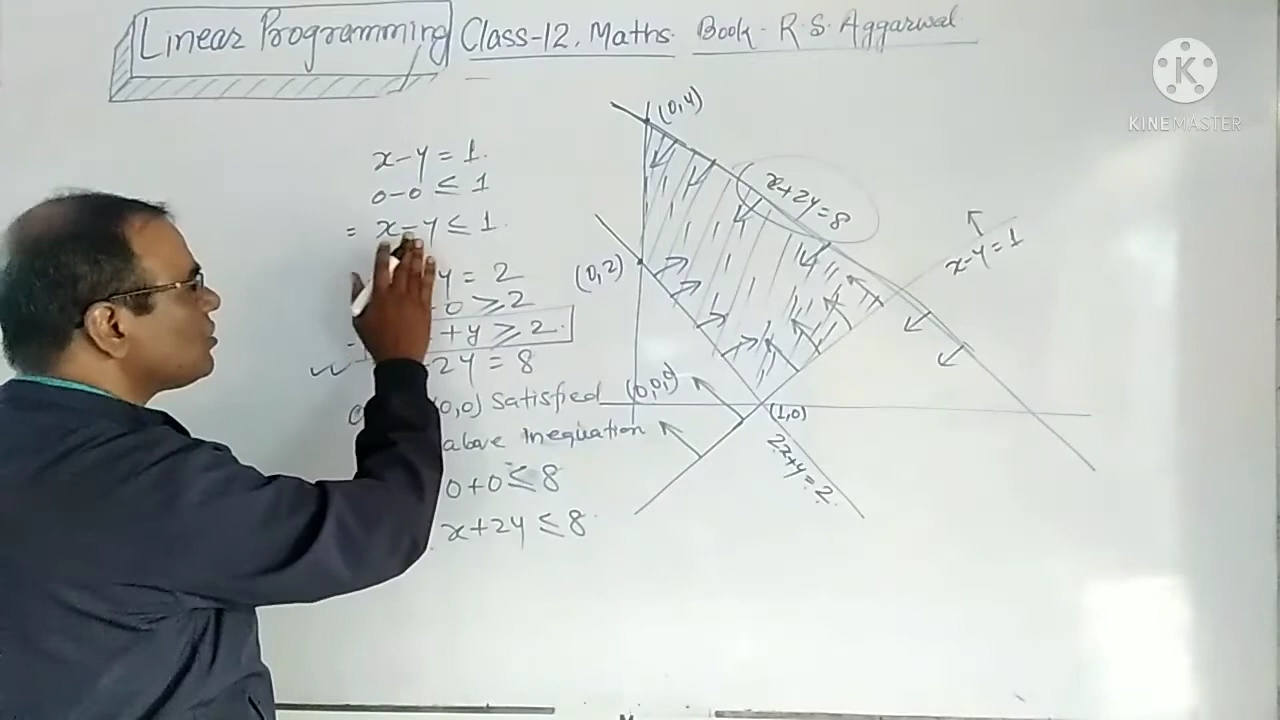 Linear Programming Class-12, Maths. Book - R.S. Aggarwal
K
KINEMASTER
x-y = 1.
0-0 ≤ 1
= x-y ≤ 1.
y = 2
0 ≥ 2
+y ≥ 2.
2y = 8
(0,0) Satisfied
above Inequation
0+0 ≤ 8
x+2y ≤ 8
(0,4)
x+2y=8
x-y=1
(0,2)
(1,0)
2x+y=2